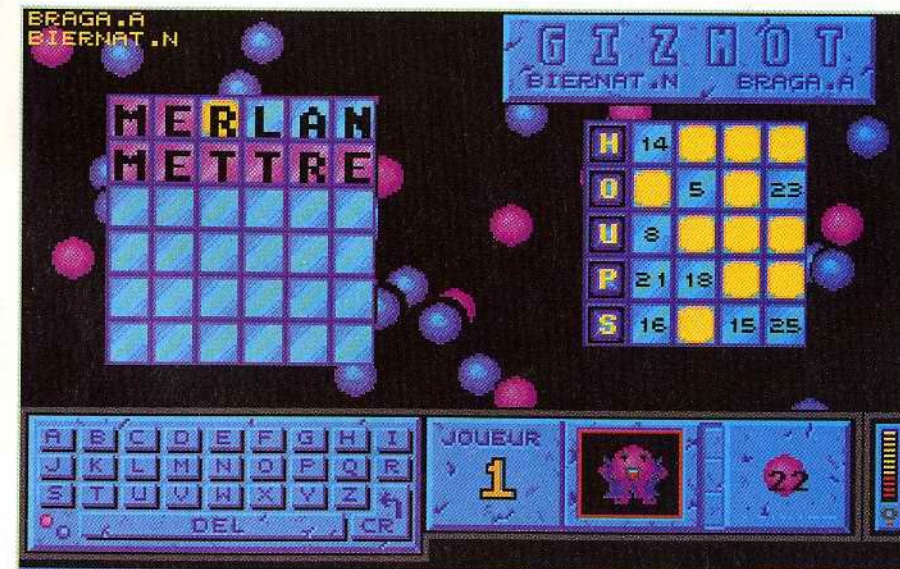 BRAGA.A
BIERNAT.N
GIZMOT
BIERNAT.N BRAGA.A
MERLAN
METTRE
H 14
O 5 23
U 8
P 21 18
S 16 15 25
A B C D E F G H I
J K L M N O P Q R
S T U V W X Y Z
DEL CR
JOUEUR
1
22